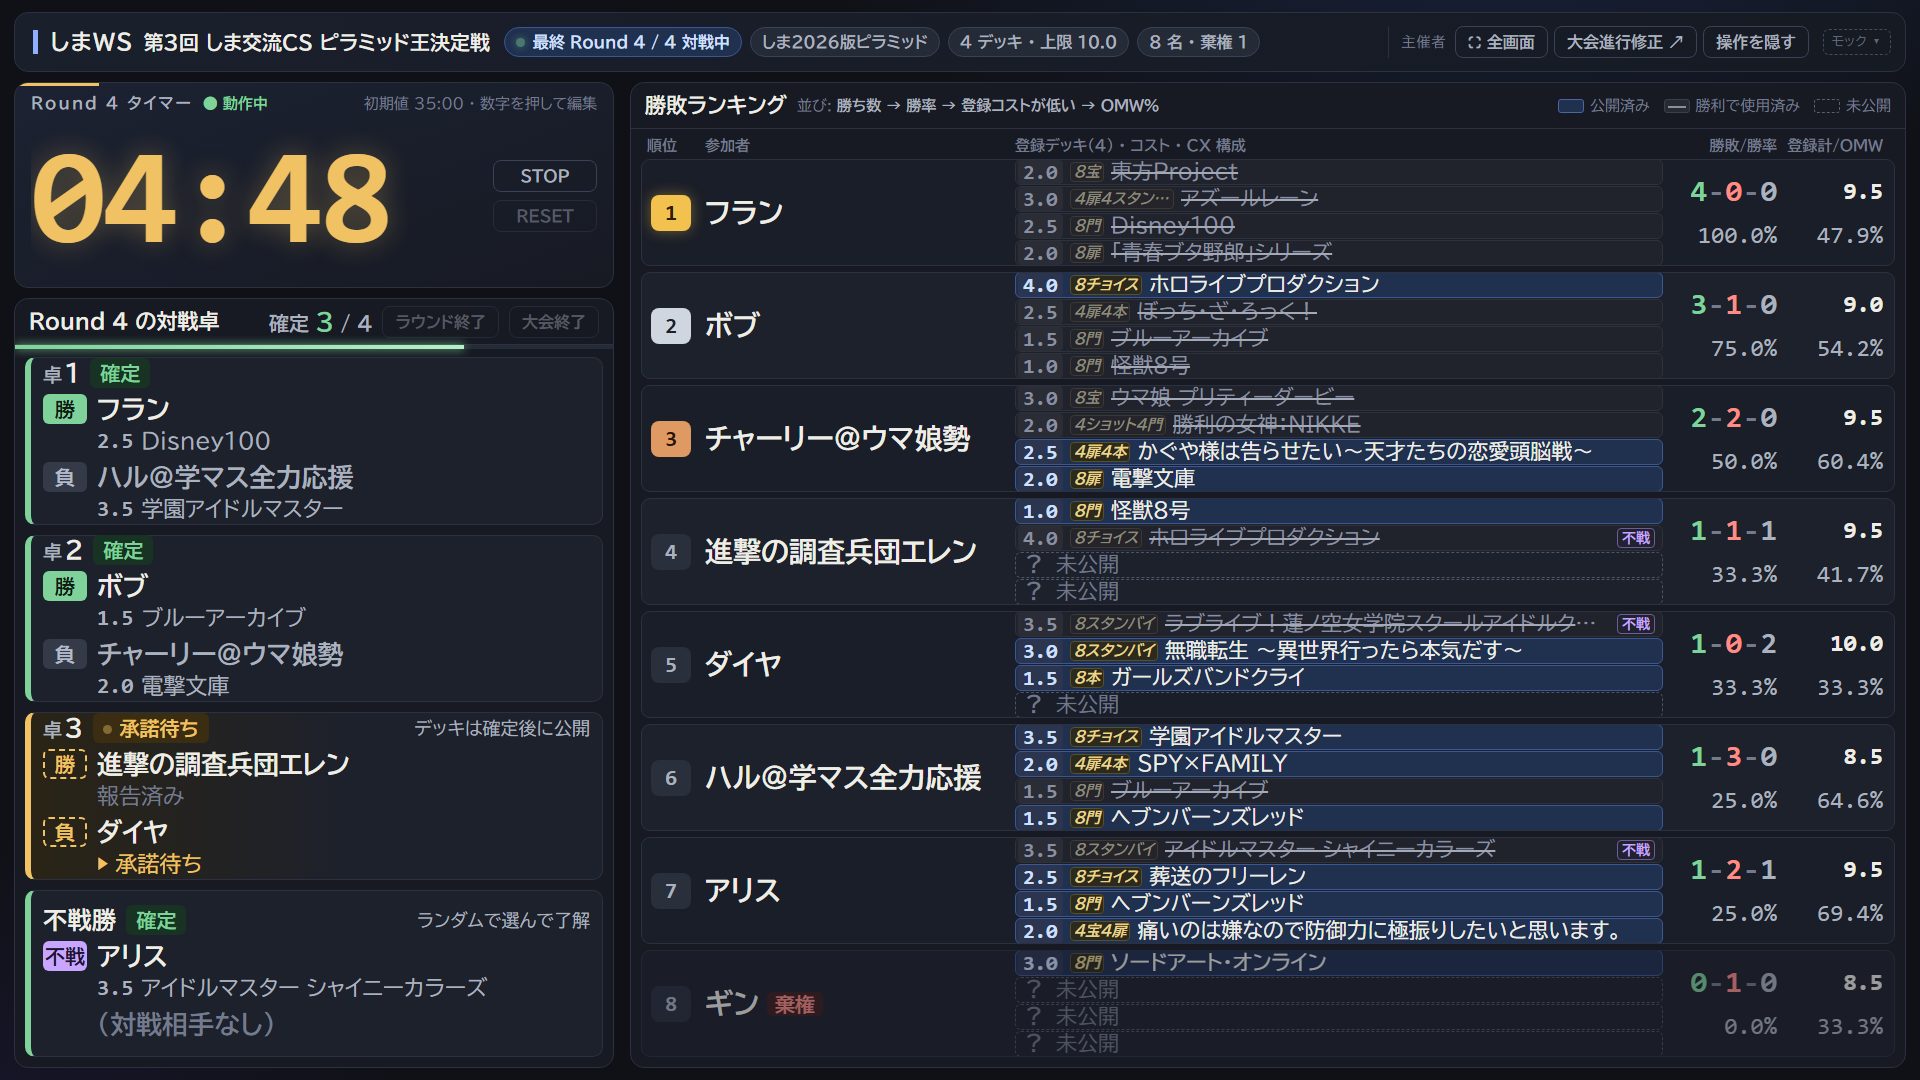 しまWS 第3回 しま交流CS ピラミッド王決定戦 最終 Round 4 / 4 対戦中 しま2026版ピラミッド 4 デッキ・上限 10.0 8 名・棄権 1 主催者 全画面 大会進行修正 ↗ 操作を隠す モック ▼
Round 4 タイマー 動作中 初期値 35:00・数字を押して編集
04:48
STOP
RESET
Round 4 の対戦卓 確定 3 / 4 ラウンド終了 大会終了
卓1 確定
勝 フラン
2.5 Disney100
負 ハル@学マス全力応援
3.5 学園アイドルマスター
卓2 確定
勝 ボブ
1.5 ブルーアーカイブ
負 チャーリー@ウマ娘勢
2.0 電撃文庫
卓3 承諾待ち デッキは確定後に公開
勝 進撃の調査兵団エレン
報告済み
負 ダイヤ
▶ 承諾待ち
不戦勝 確定 ランダムで選んで了解
不戦 アリス
3.5 アイドルマスター シャイニーカラーズ
(対戦相手なし)
勝敗ランキング 並び: 勝ち数 → 勝率 → 登録コストが低い → OMW% 公開済み 勝利で使用済み 未公開
順位 参加者 登録デッキ(4)・コスト・CX 構成 勝敗/勝率 登録計/OMW
1 フラン
2.0 8宝 東方Project
3.0 4扉4スタン… アズールレーン
2.5 8門 Disney100
2.0 8扉 「青春ブタ野郎」シリーズ
4-0-0 9.5
100.0% 47.9%
2 ボブ
4.0 8チョイス ホロライブプロダクション
2.5 4扉4本 ぼっち・ざ・ろっく！
1.5 8門 ブルーアーカイブ
1.0 8門 怪獣8号
3-1-0 9.0
75.0% 54.2%
3 チャーリー@ウマ娘勢
3.0 8宝 ウマ娘 プリティーダービー
2.0 4ショット4門 勝利の女神：NIKKE
2.5 4扉4本 かぐや様は告らせたい～天才たちの恋愛頭脳戦～
2.0 8扉 電撃文庫
2-2-0 9.5
50.0% 60.4%
4 進撃の調査兵団エレン
1.0 8門 怪獣8号
4.0 8チョイス ホロライブプロダクション 不戦
? 未公開
? 未公開
1-1-1 9.5
33.3% 41.7%
5 ダイヤ
3.5 8スタンバイ ラブライブ！蓮ノ空女学院スクールアイドルク… 不戦
3.0 8スタンバイ 無職転生 ～異世界行ったら本気だす～
1.5 8本 ガールズバンドクライ
? 未公開
1-0-2 10.0
33.3% 33.3%
6 ハル@学マス全力応援
3.5 8チョイス 学園アイドルマスター
2.0 4扉4本 SPY×FAMILY
1.5 8門 ブルーアーカイブ
1.5 8門 ヘブンバーンズレッド
1-3-0 8.5
25.0% 64.6%
7 アリス
3.5 8スタンバイ アイドルマスター シャイニーカラーズ 不戦
2.5 8チョイス 葬送のフリーレン
1.5 8門 ヘブンバーンズレッド
2.0 4宝4扉 痛いのは嫌なので防御力に極振りしたいと思います。
1-2-1 9.5
25.0% 69.4%
8 ギン 棄権
3.0 8門 ソードアート・オンライン
? 未公開
? 未公開
? 未公開
0-1-0 8.5
0.0% 33.3%